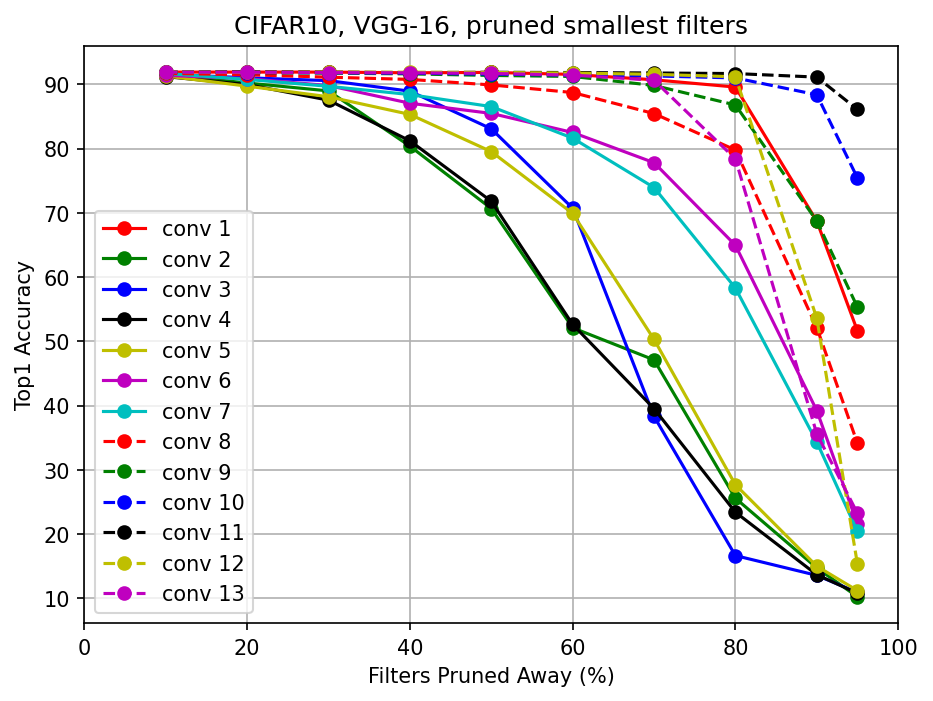 CIFAR10, VGG-16, pruned smallest filters
Top1 Accuracy
90
80
70
60
50
40
30
20
10
conv 1
conv 2
conv 3
conv 4
conv 5
conv 6
conv 7
conv 8
conv 9
conv 10
conv 11
conv 12
conv 13
0 20 40 60 80 100
Filters Pruned Away (%)